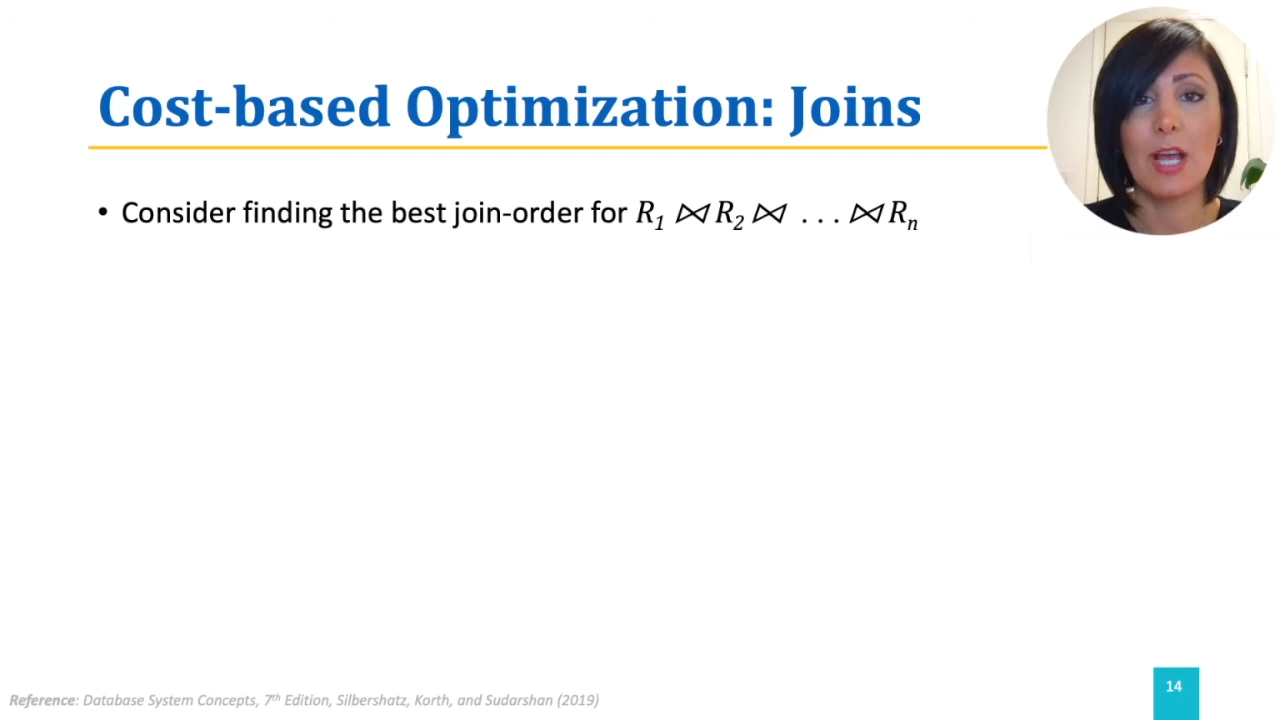 Cost-based Optimization: Joins
• Consider finding the best join-order for R₁ ⋈ R₂ ⋈ . . . ⋈ Rₙ
Reference: Database System Concepts, 7th Edition, Silbershatz, Korth, and Sudarshan (2019)
14